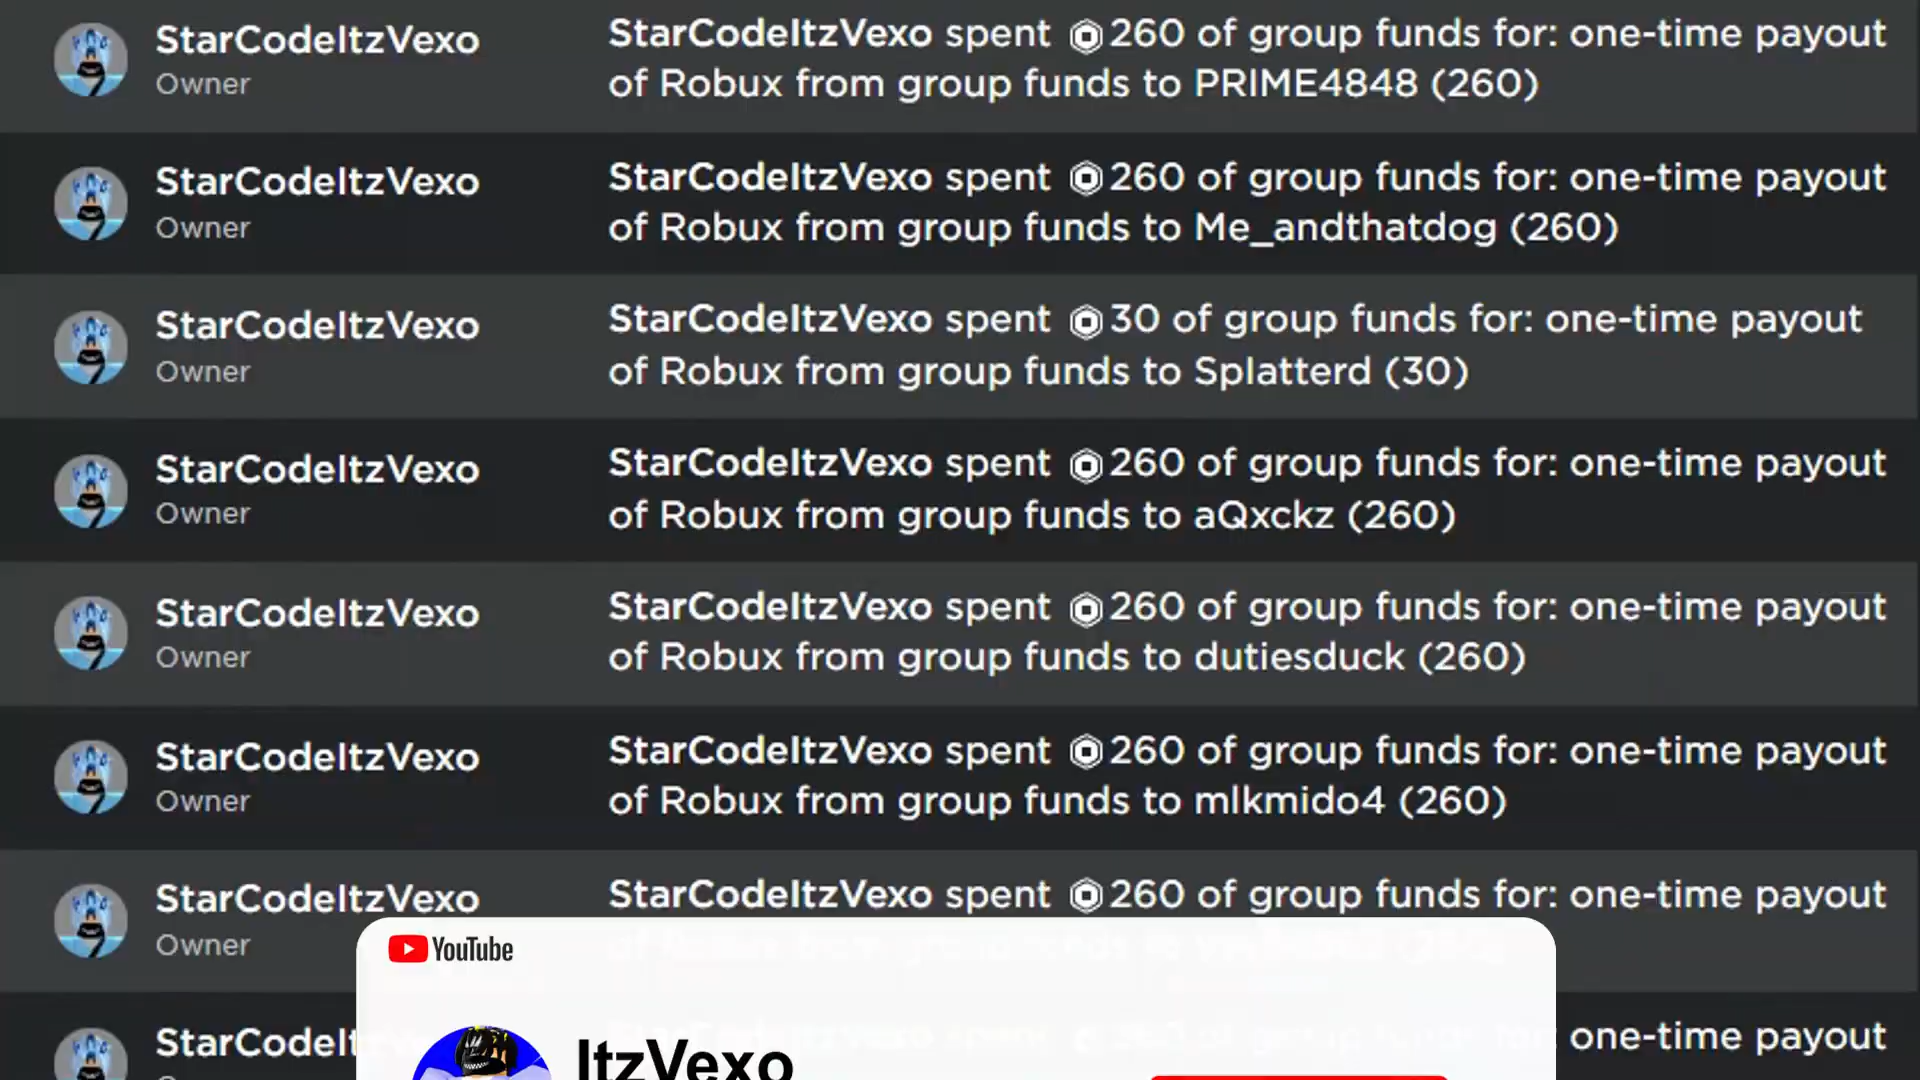 StarCodeItzVexo
Owner
StarCodeItzVexo spent 260 of group funds for: one-time payout
of Robux from group funds to PRIME4848 (260)
StarCodeItzVexo
Owner
StarCodeItzVexo spent 260 of group funds for: one-time payout
of Robux from group funds to Me_andthatdog (260)
StarCodeItzVexo
Owner
StarCodeItzVexo spent 30 of group funds for: one-time payout
of Robux from group funds to Splatterd (30)
StarCodeItzVexo
Owner
StarCodeItzVexo spent 260 of group funds for: one-time payout
of Robux from group funds to aQxckz (260)
StarCodeItzVexo
Owner
StarCodeItzVexo spent 260 of group funds for: one-time payout
of Robux from group funds to dutiesduck (260)
StarCodeItzVexo
Owner
StarCodeItzVexo spent 260 of group funds for: one-time payout
of Robux from group funds to mlkmido4 (260)
StarCodeItzVexo
Owner
StarCodeItzVexo spent 260 of group funds for: one-time payout
YouTube
ItzVexo
one-time payout